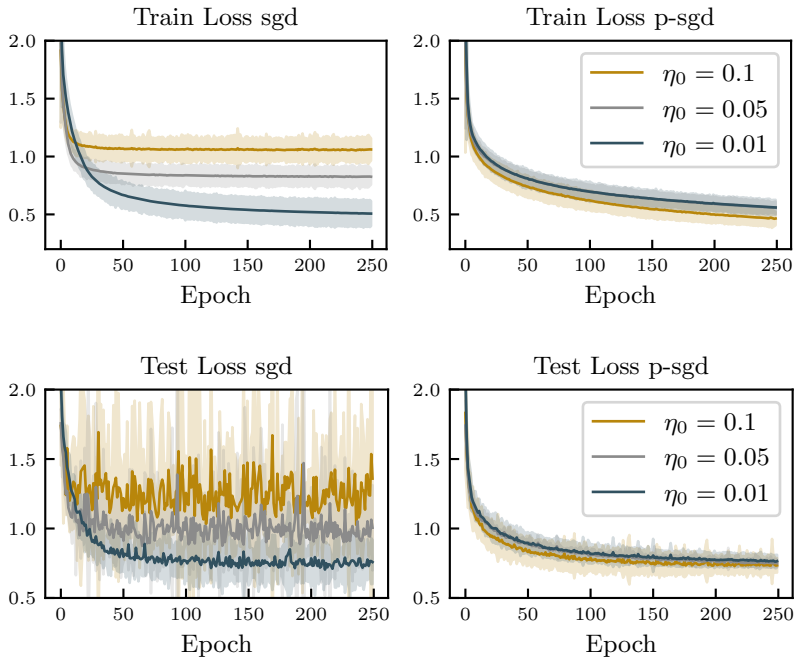 Train Loss sgd
2.0
1.5
1.0
0.5
0 50 100 150 200 250
Epoch
Train Loss p-sgd
2.0
1.5
1.0
0.5
η₀ = 0.1
η₀ = 0.05
η₀ = 0.01
0 50 100 150 200 250
Epoch
Test Loss sgd
2.0
1.5
1.0
0.5
0 50 100 150 200 250
Epoch
Test Loss p-sgd
2.0
1.5
1.0
0.5
η₀ = 0.1
η₀ = 0.05
η₀ = 0.01
0 50 100 150 200 250
Epoch